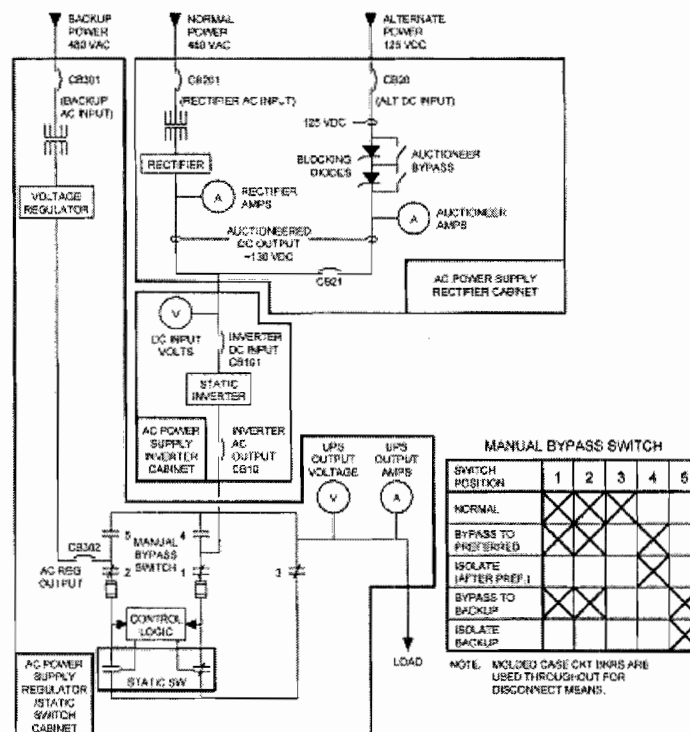 BACKUP
POWER
480 VAC
NORMAL
POWER
480 VAC
ALTERNATE
POWER
125 VDC
CB301
(BACKUP
AC INPUT)
CB201
(RECTIFIER AC INPUT)
CB20
(ALT DC INPUT)
125 VDC
BLOCKING
DIODES
AUCTIONEER
BYPASS
RECTIFIER
VOLTAGE
REGULATOR
A
RECTIFIER
AMPS
A
AUCTIONEER
AMPS
AUCTIONEERED
DC OUTPUT
~130 VDC
CB21
AC POWER SUPPLY
RECTIFIER CABINET
V
DC INPUT
VOLTS
INVERTER
DC INPUT
CB101
STATIC
INVERTER
AC POWER
SUPPLY
INVERTER
CABINET
INVERTER
AC
OUTPUT
CB10
UPS
OUTPUT
VOLTAGE
UPS
OUTPUT
AMPS
V
A
CB302
AC REG
OUTPUT
5
4
MANUAL
BYPASS
SWITCH
2
1
3
CONTROL
LOGIC
STATIC SW
LOAD
AC POWER
SUPPLY
REGULATOR
/STATIC
SWITCH
CABINET
MANUAL BYPASS SWITCH
SWITCH
POSITION
1 2 3 4 5
NORMAL
BYPASS TO
PREFERRED
ISOLATE
(AFTER PREF.)
BYPASS TO
BACKUP
ISOLATE
BACKUP
NOTE. MOLDED CASE CKT BKRS ARE
USED THROUGHOUT FOR
DISCONNECT MEANS.